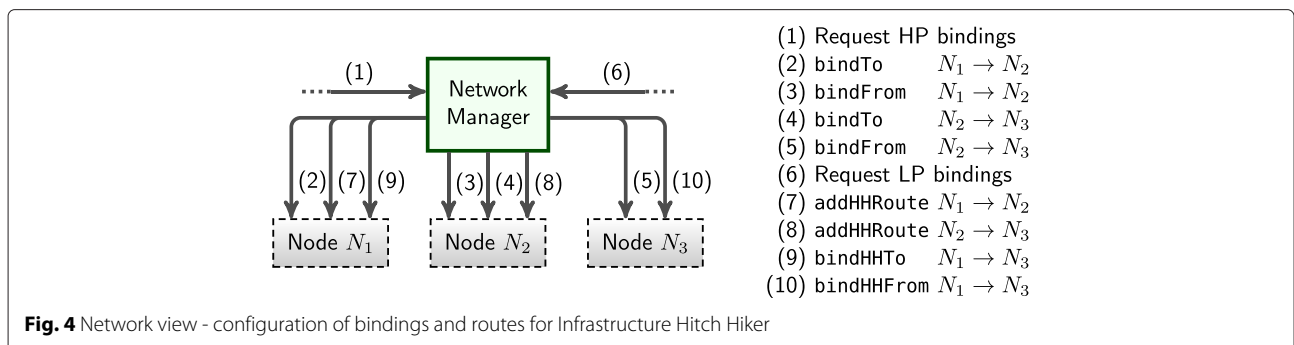 (1)
(6)
Network
Manager
(2) (7) (9) (3) (4) (8) (5) (10)
Node N₁ Node N₂ Node N₃
(1) Request HP bindings
(2) bindTo N₁ → N₂
(3) bindFrom N₁ → N₂
(4) bindTo N₂ → N₃
(5) bindFrom N₂ → N₃
(6) Request LP bindings
(7) addHHRoute N₁ → N₂
(8) addHHRoute N₂ → N₃
(9) bindHHTo N₁ → N₃
(10) bindHHFrom N₁ → N₃
Fig. 4 Network view - configuration of bindings and routes for Infrastructure Hitch Hiker